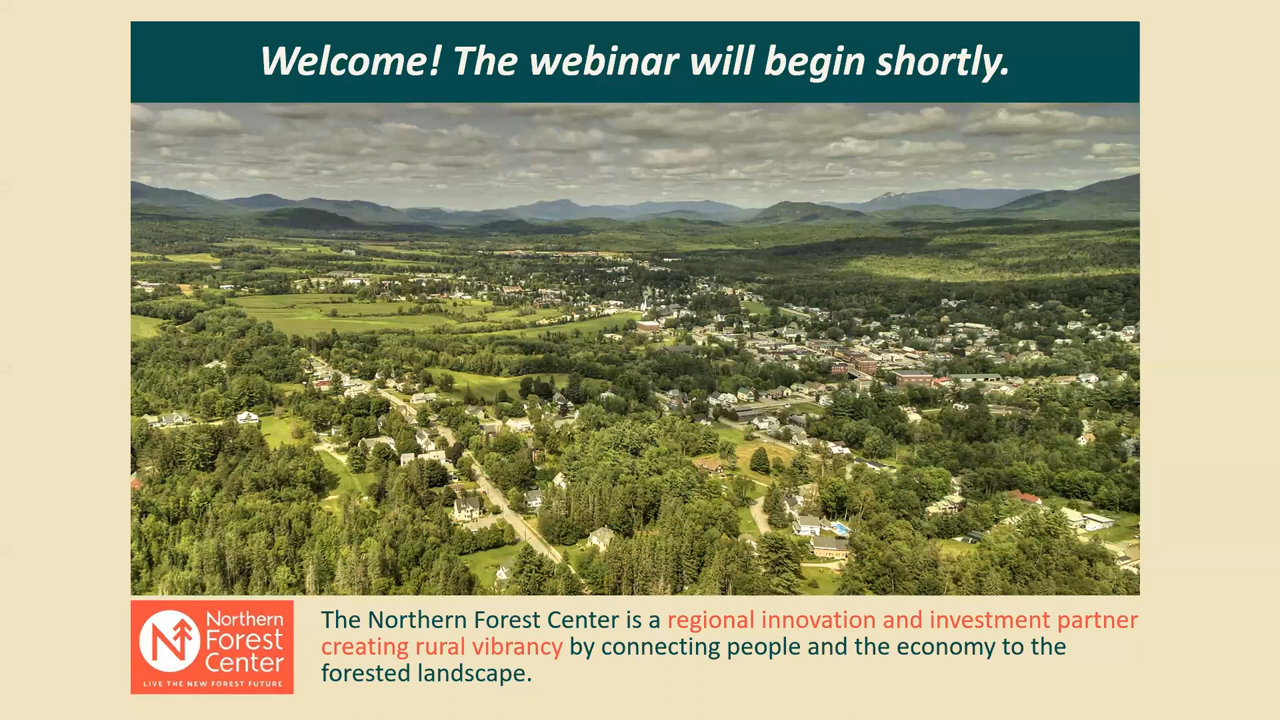 Welcome! The webinar will begin shortly.
Northern
Forest
Center
LIVE THE NEW FOREST FUTURE
The Northern Forest Center is a regional innovation and investment partner
creating rural vibrancy by connecting people and the economy to the
forested landscape.